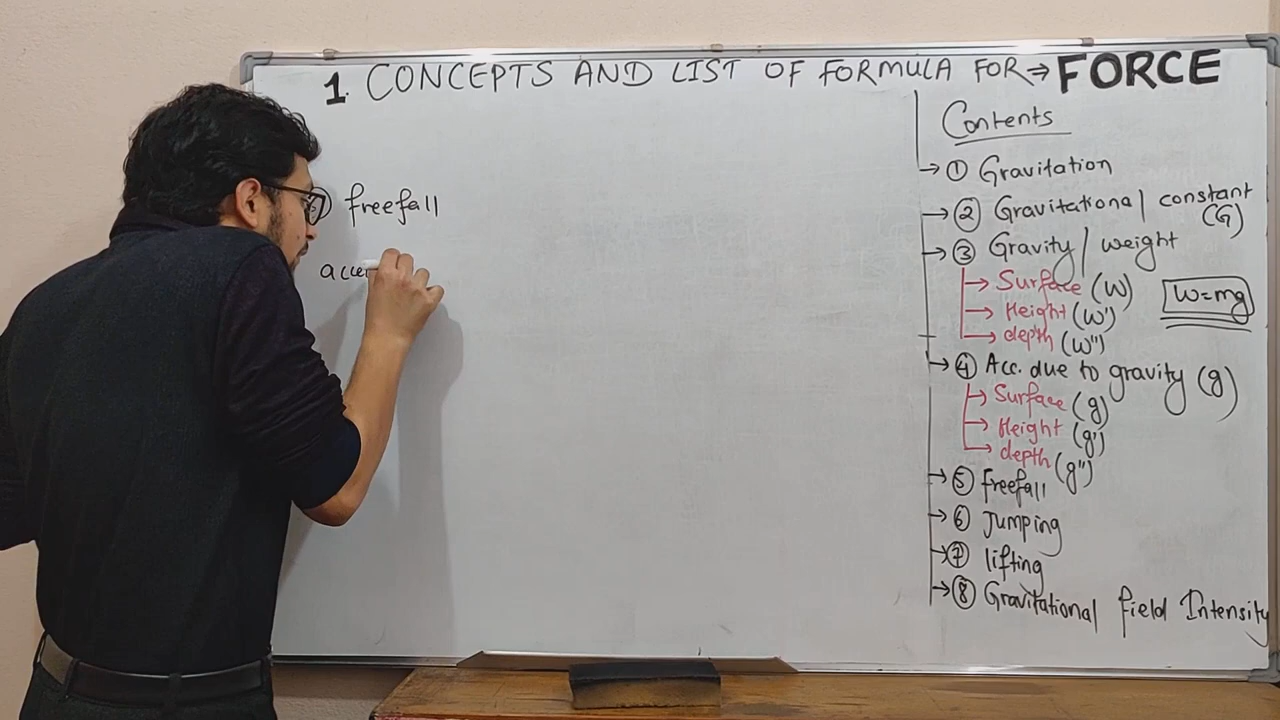 1. CONCEPTS AND LIST OF FORMULA FOR → FORCE
freefall
acce
Contents
→ ① Gravitation
→ ② Gravitational constant (G)
→ ③ Gravity / weight
→ Surface (W)
→ Height (W')
→ depth (W")
W=mg
→ ④ Acc. due to gravity (g)
→ Surface (g)
→ Height (g')
→ depth (g")
→ ⑤ freefall
→ ⑥ Jumping
→ ⑦ lifting
→ ⑧ Gravitational field Intensity